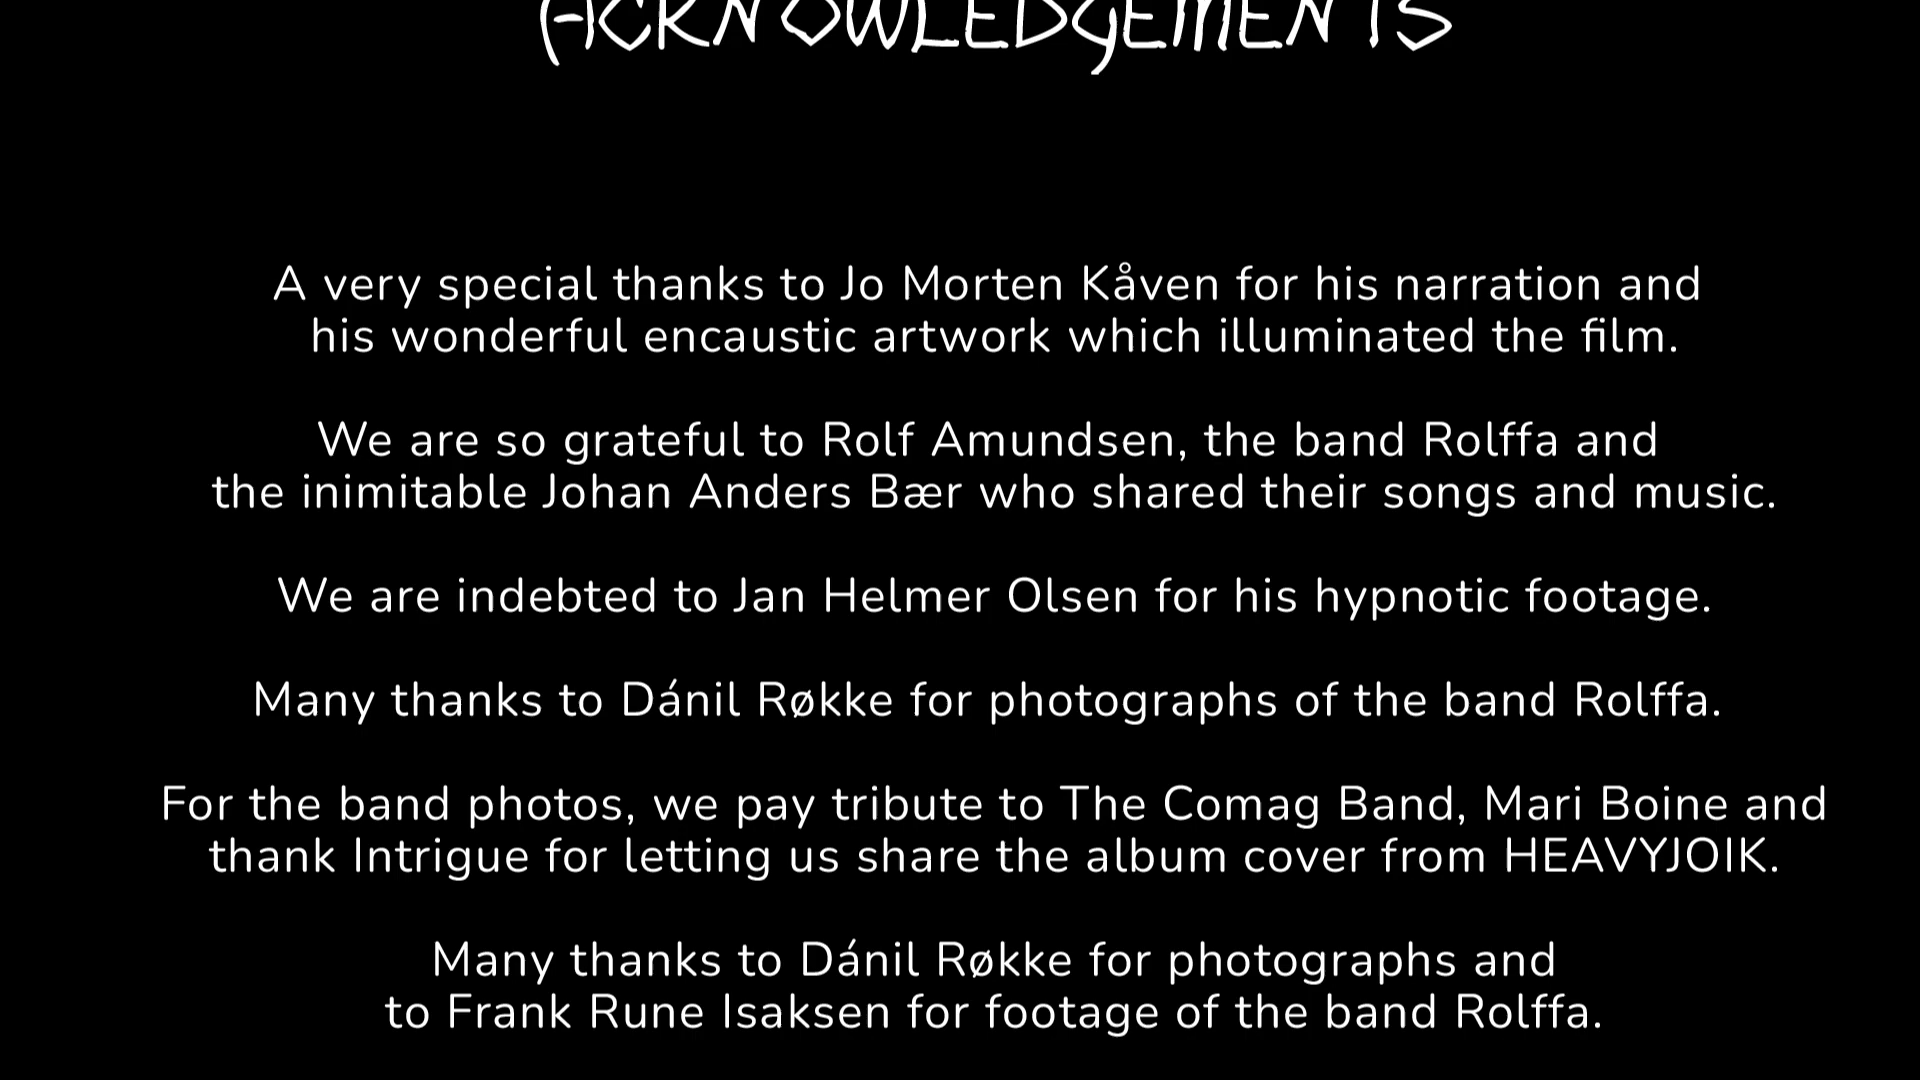 ACKNOWLEDGEMENTS
A very special thanks to Jo Morten Kåven for his narration and
his wonderful encaustic artwork which illuminated the film.
We are so grateful to Rolf Amundsen, the band Rolffa and
the inimitable Johan Anders Bær who shared their songs and music.
We are indebted to Jan Helmer Olsen for his hypnotic footage.
Many thanks to Dánil Røkke for photographs of the band Rolffa.
For the band photos, we pay tribute to The Comag Band, Mari Boine and
thank Intrigue for letting us share the album cover from HEAVYJOIK.
Many thanks to Dánil Røkke for photographs and
to Frank Rune Isaksen for footage of the band Rolffa.